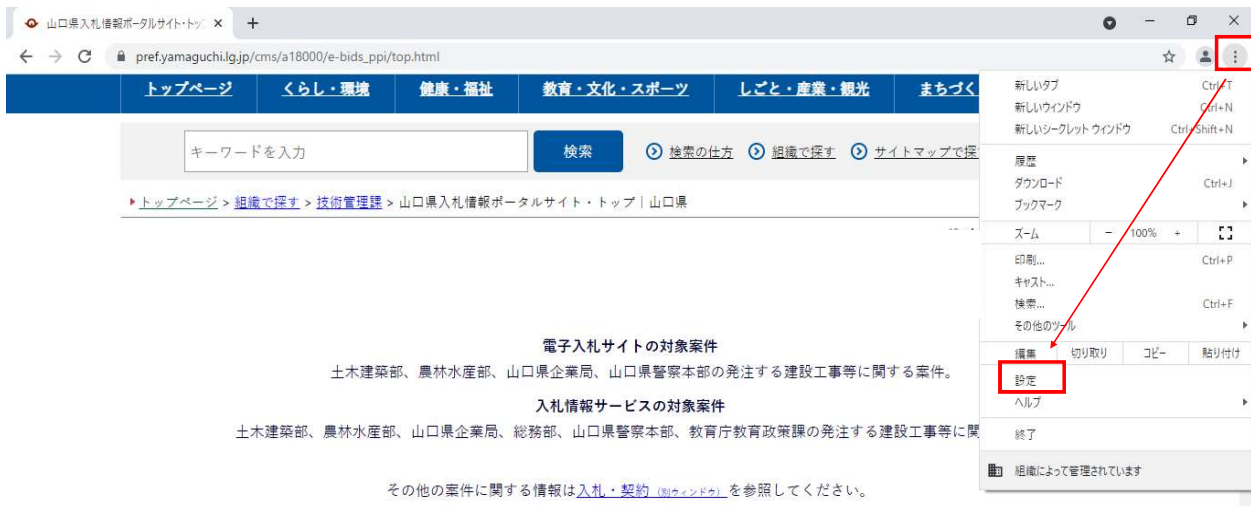 山口県入札情報ポータルサイト・トッ
pref.yamaguchi.lg.jp/cms/a18000/e-bids_ppi/top.html
トップページ くらし・環境 健康・福祉 教育・文化・スポーツ しごと・産業・観光 まちづく
キーワードを入力 検索 検索の仕方 組織で探す サイトマップで探
トップページ > 組織で探す > 技術管理課 > 山口県入札情報ポータルサイト・トップ|山口県
電子入札サイトの対象案件
土木建築部、農林水産部、山口県企業局、山口県警察本部の発注する建設工事等に関する案件。
入札情報サービスの対象案件
土木建築部、農林水産部、山口県企業局、総務部、山口県警察本部、教育庁教育政策課の発注する建設工事等に関
その他の案件に関する情報は入札・契約(別ウィンドウ)を参照してください。
新しいタブ Ctrl+T
新しいウィンドウ Ctrl+N
新しいシークレット ウィンドウ Ctrl+Shift+N
履歴
ダウンロード Ctrl+J
ブックマーク
ズーム - 100% +
印刷... Ctrl+P
キャスト...
検索... Ctrl+F
その他のツール
編集 切り取り コピー 貼り付け
設定
ヘルプ
終了
組織によって管理されています